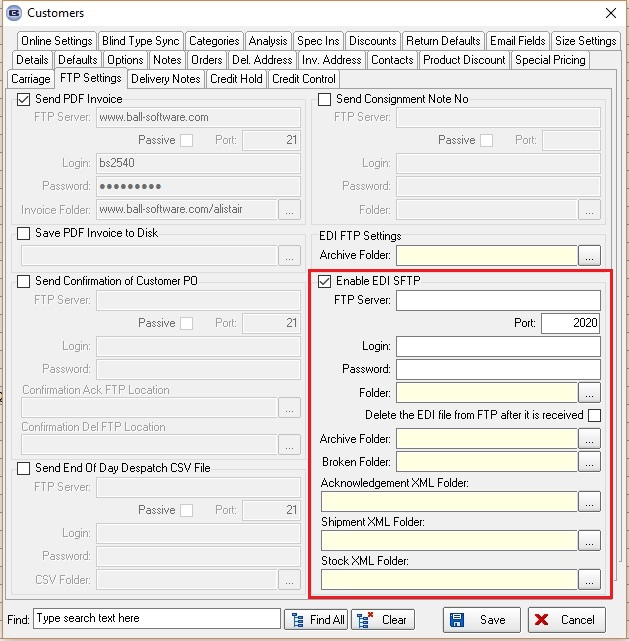 Customers
Online Settings Blind Type Sync Categories Analysis Spec Ins Discounts Return Defaults Email Fields Size Settings
Details Defaults Options Notes Orders Del. Address Inv. Address Contacts Product Discount Special Pricing
Carriage FTP Settings Delivery Notes Credit Hold Credit Control
Send PDF Invoice
FTP Server: www.ball-software.com
Passive Port: 21
Login: bs2540
Password: •••••••••
Invoice Folder: www.ball-software.com/alistair ...
Save PDF Invoice to Disk
...
Send Confirmation of Customer PO
FTP Server:
Passive Port: 21
Login:
Password:
Confirmation Ack FTP Location
...
Confirmation Del FTP Location
...
Send End Of Day Despatch CSV File
FTP Server:
Passive Port: 21
Login:
Password:
CSV Folder: ...
Send Consignment Note No
FTP Server:
Passive Port:
Login:
Password:
Folder: ...
EDI FTP Settings
Archive Folder: ...
Enable EDI SFTP
FTP Server:
Port: 2020
Login:
Password:
Folder: ...
Delete the EDI file from FTP after it is received
Archive Folder: ...
Broken Folder: ...
Acknowledgement XML Folder:
...
Shipment XML Folder:
...
Stock XML Folder:
...
Find: Type search text here Find All Clear Save Cancel